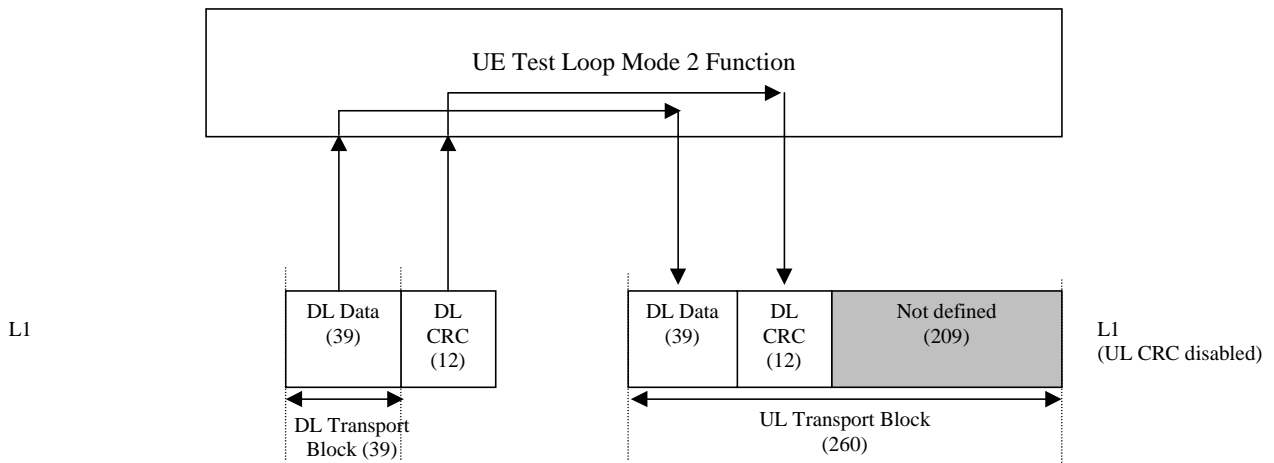 UE Test Loop Mode 2 Function
L1
DL Data
(39)
DL
CRC
(12)
DL Transport
Block (39)
DL Data
(39)
DL
CRC
(12)
Not defined
(209)
UL Transport Block
(260)
L1
(UL CRC disabled)